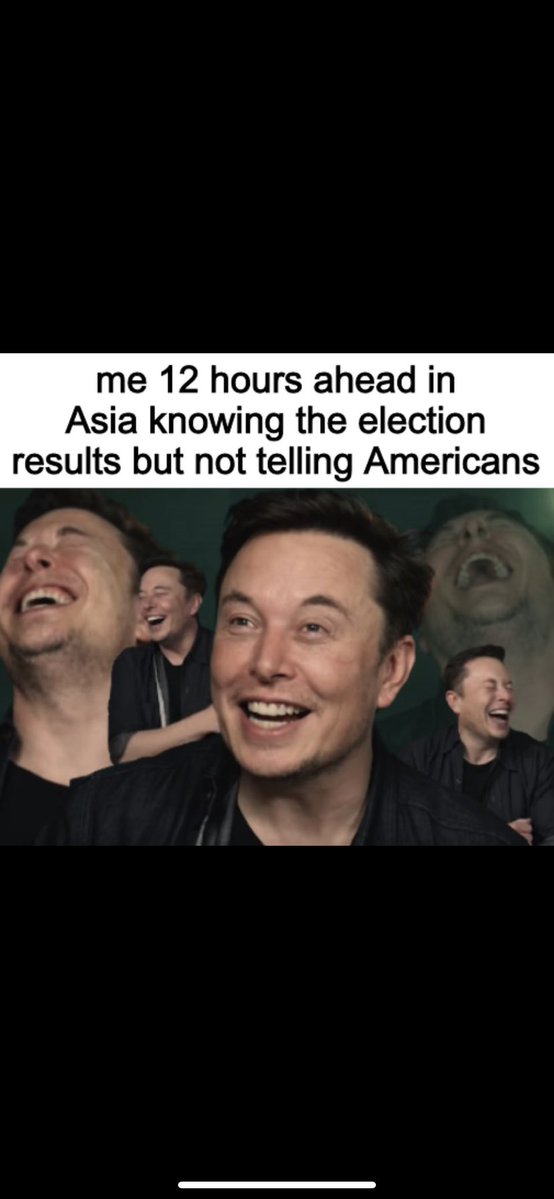 me 12 hours ahead in
Asia knowing the election
results but not telling Americans